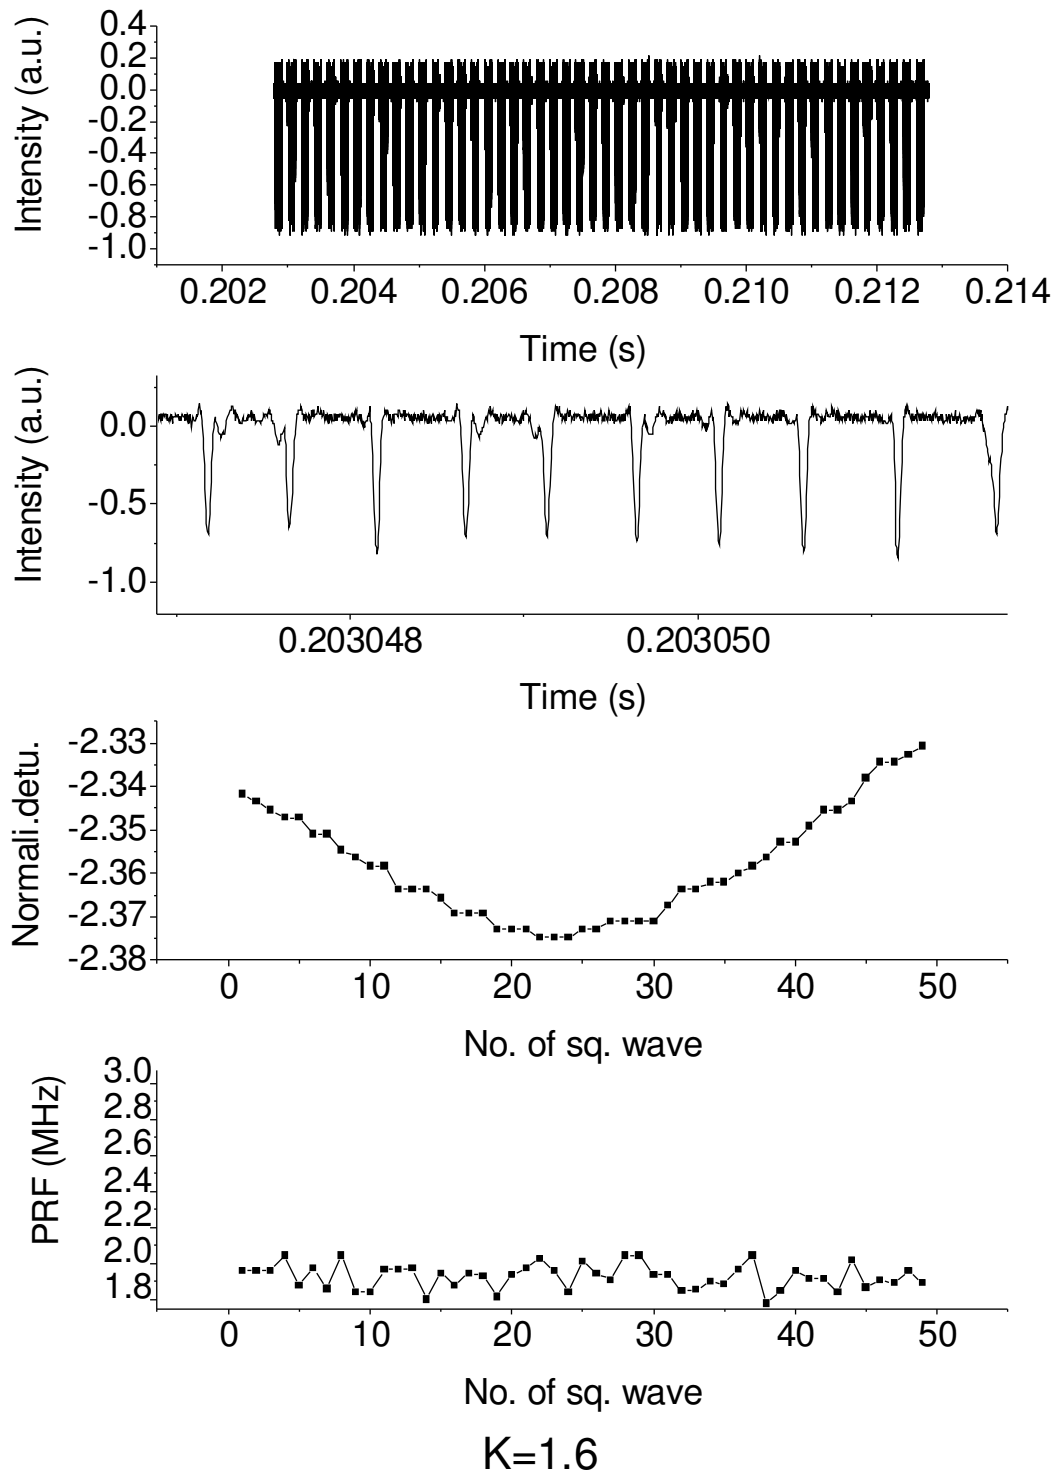 Intensity (a.u.)
0.4
0.2
0.0
-0.2
-0.4
-0.6
-0.8
-1.0
0.202 0.204 0.206 0.208 0.210 0.212 0.214
Time (s)
Intensity (a.u.)
0.0
-0.5
-1.0
0.203048 0.203050
Time (s)
Normali.detu.
-2.33
-2.34
-2.35
-2.36
-2.37
-2.38
0 10 20 30 40 50
No. of sq. wave
PRF (MHz)
3.0
2.8
2.6
2.4
2.2
2.0
1.8
0 10 20 30 40 50
No. of sq. wave
K=1.6